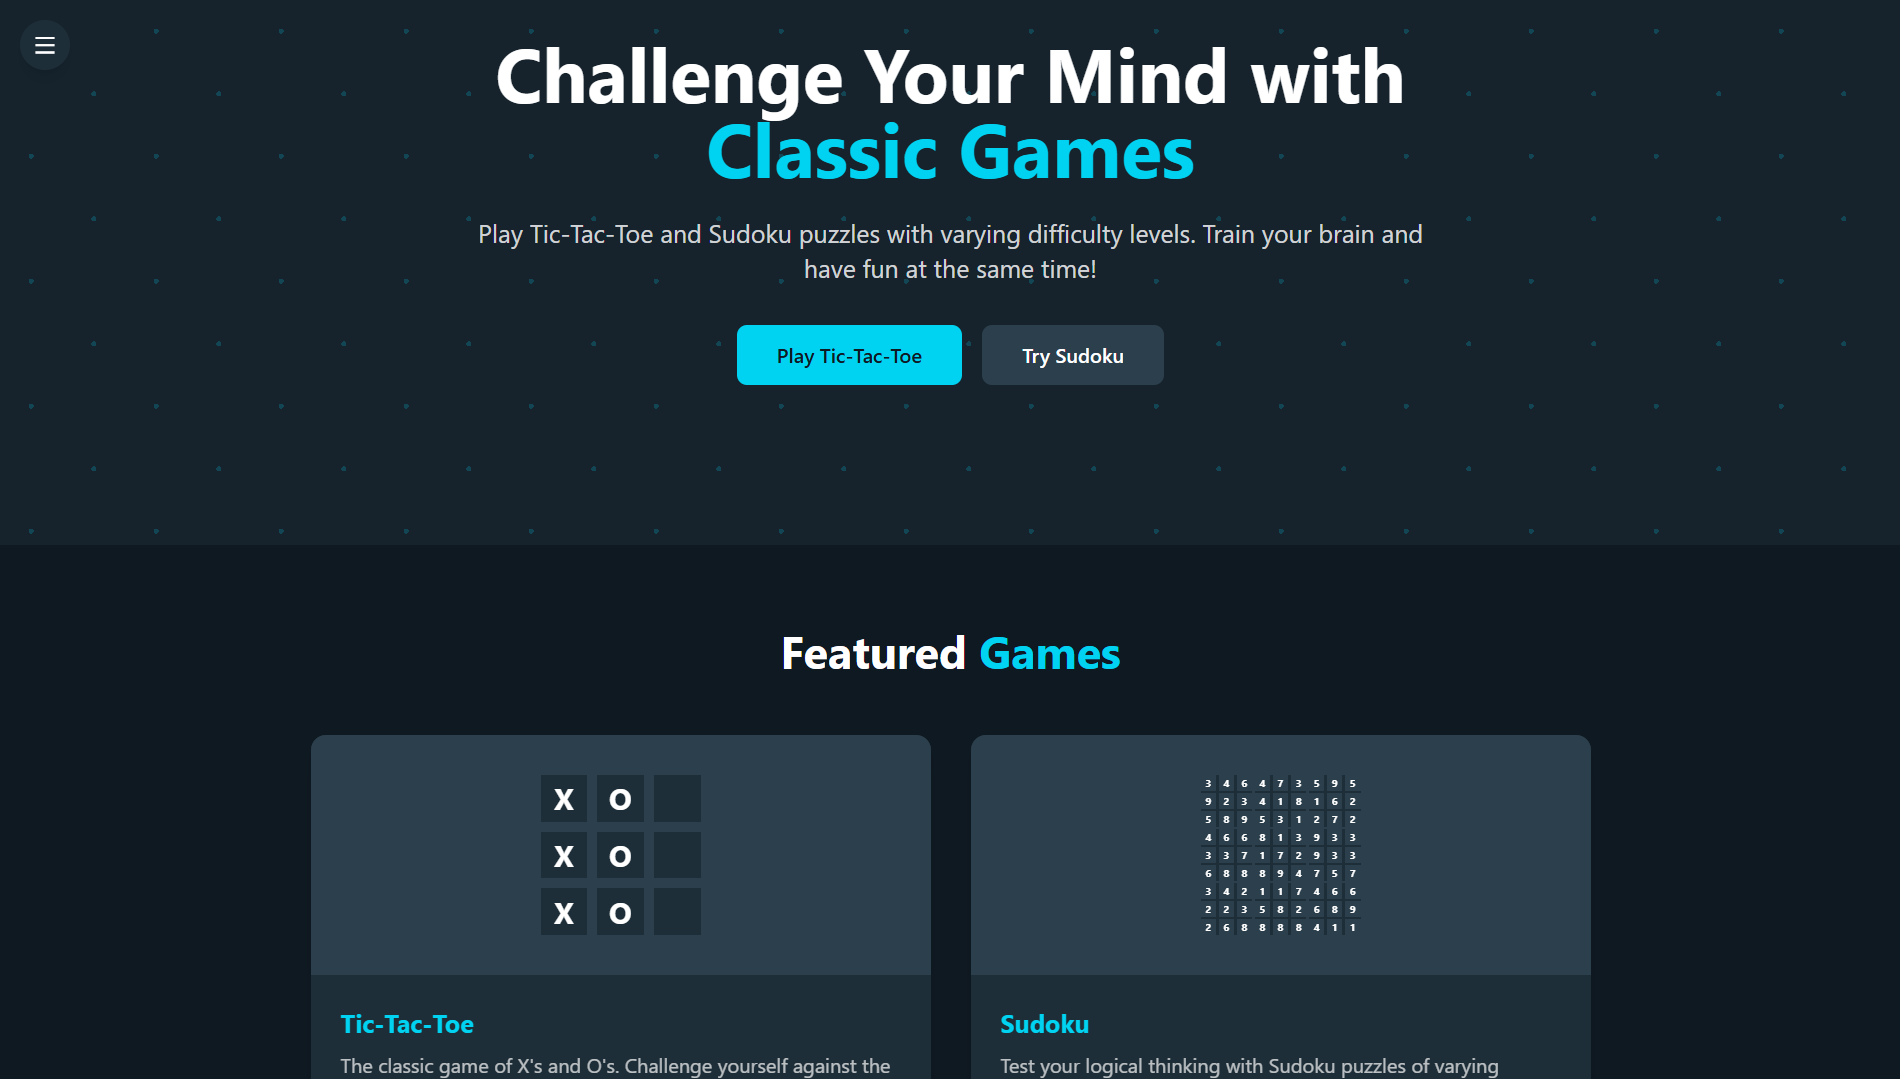 Challenge Your Mind with
Classic Games
Play Tic-Tac-Toe and Sudoku puzzles with varying difficulty levels. Train your brain and
have fun at the same time!
Play Tic-Tac-Toe
Try Sudoku
Featured Games
X O
X O
X O
3 4 6 4 7 3 5 9 5
9 2 3 4 1 8 1 6 2
5 8 9 5 3 1 2 7 2
4 6 6 8 1 3 9 3 3
3 3 7 1 7 2 9 3 3
6 8 8 8 9 4 7 5 7
3 4 2 1 1 7 4 6 6
2 2 3 5 8 2 6 8 9
2 6 8 8 8 8 4 1 1
Tic-Tac-Toe
The classic game of X's and O's. Challenge yourself against the
Sudoku
Test your logical thinking with Sudoku puzzles of varying